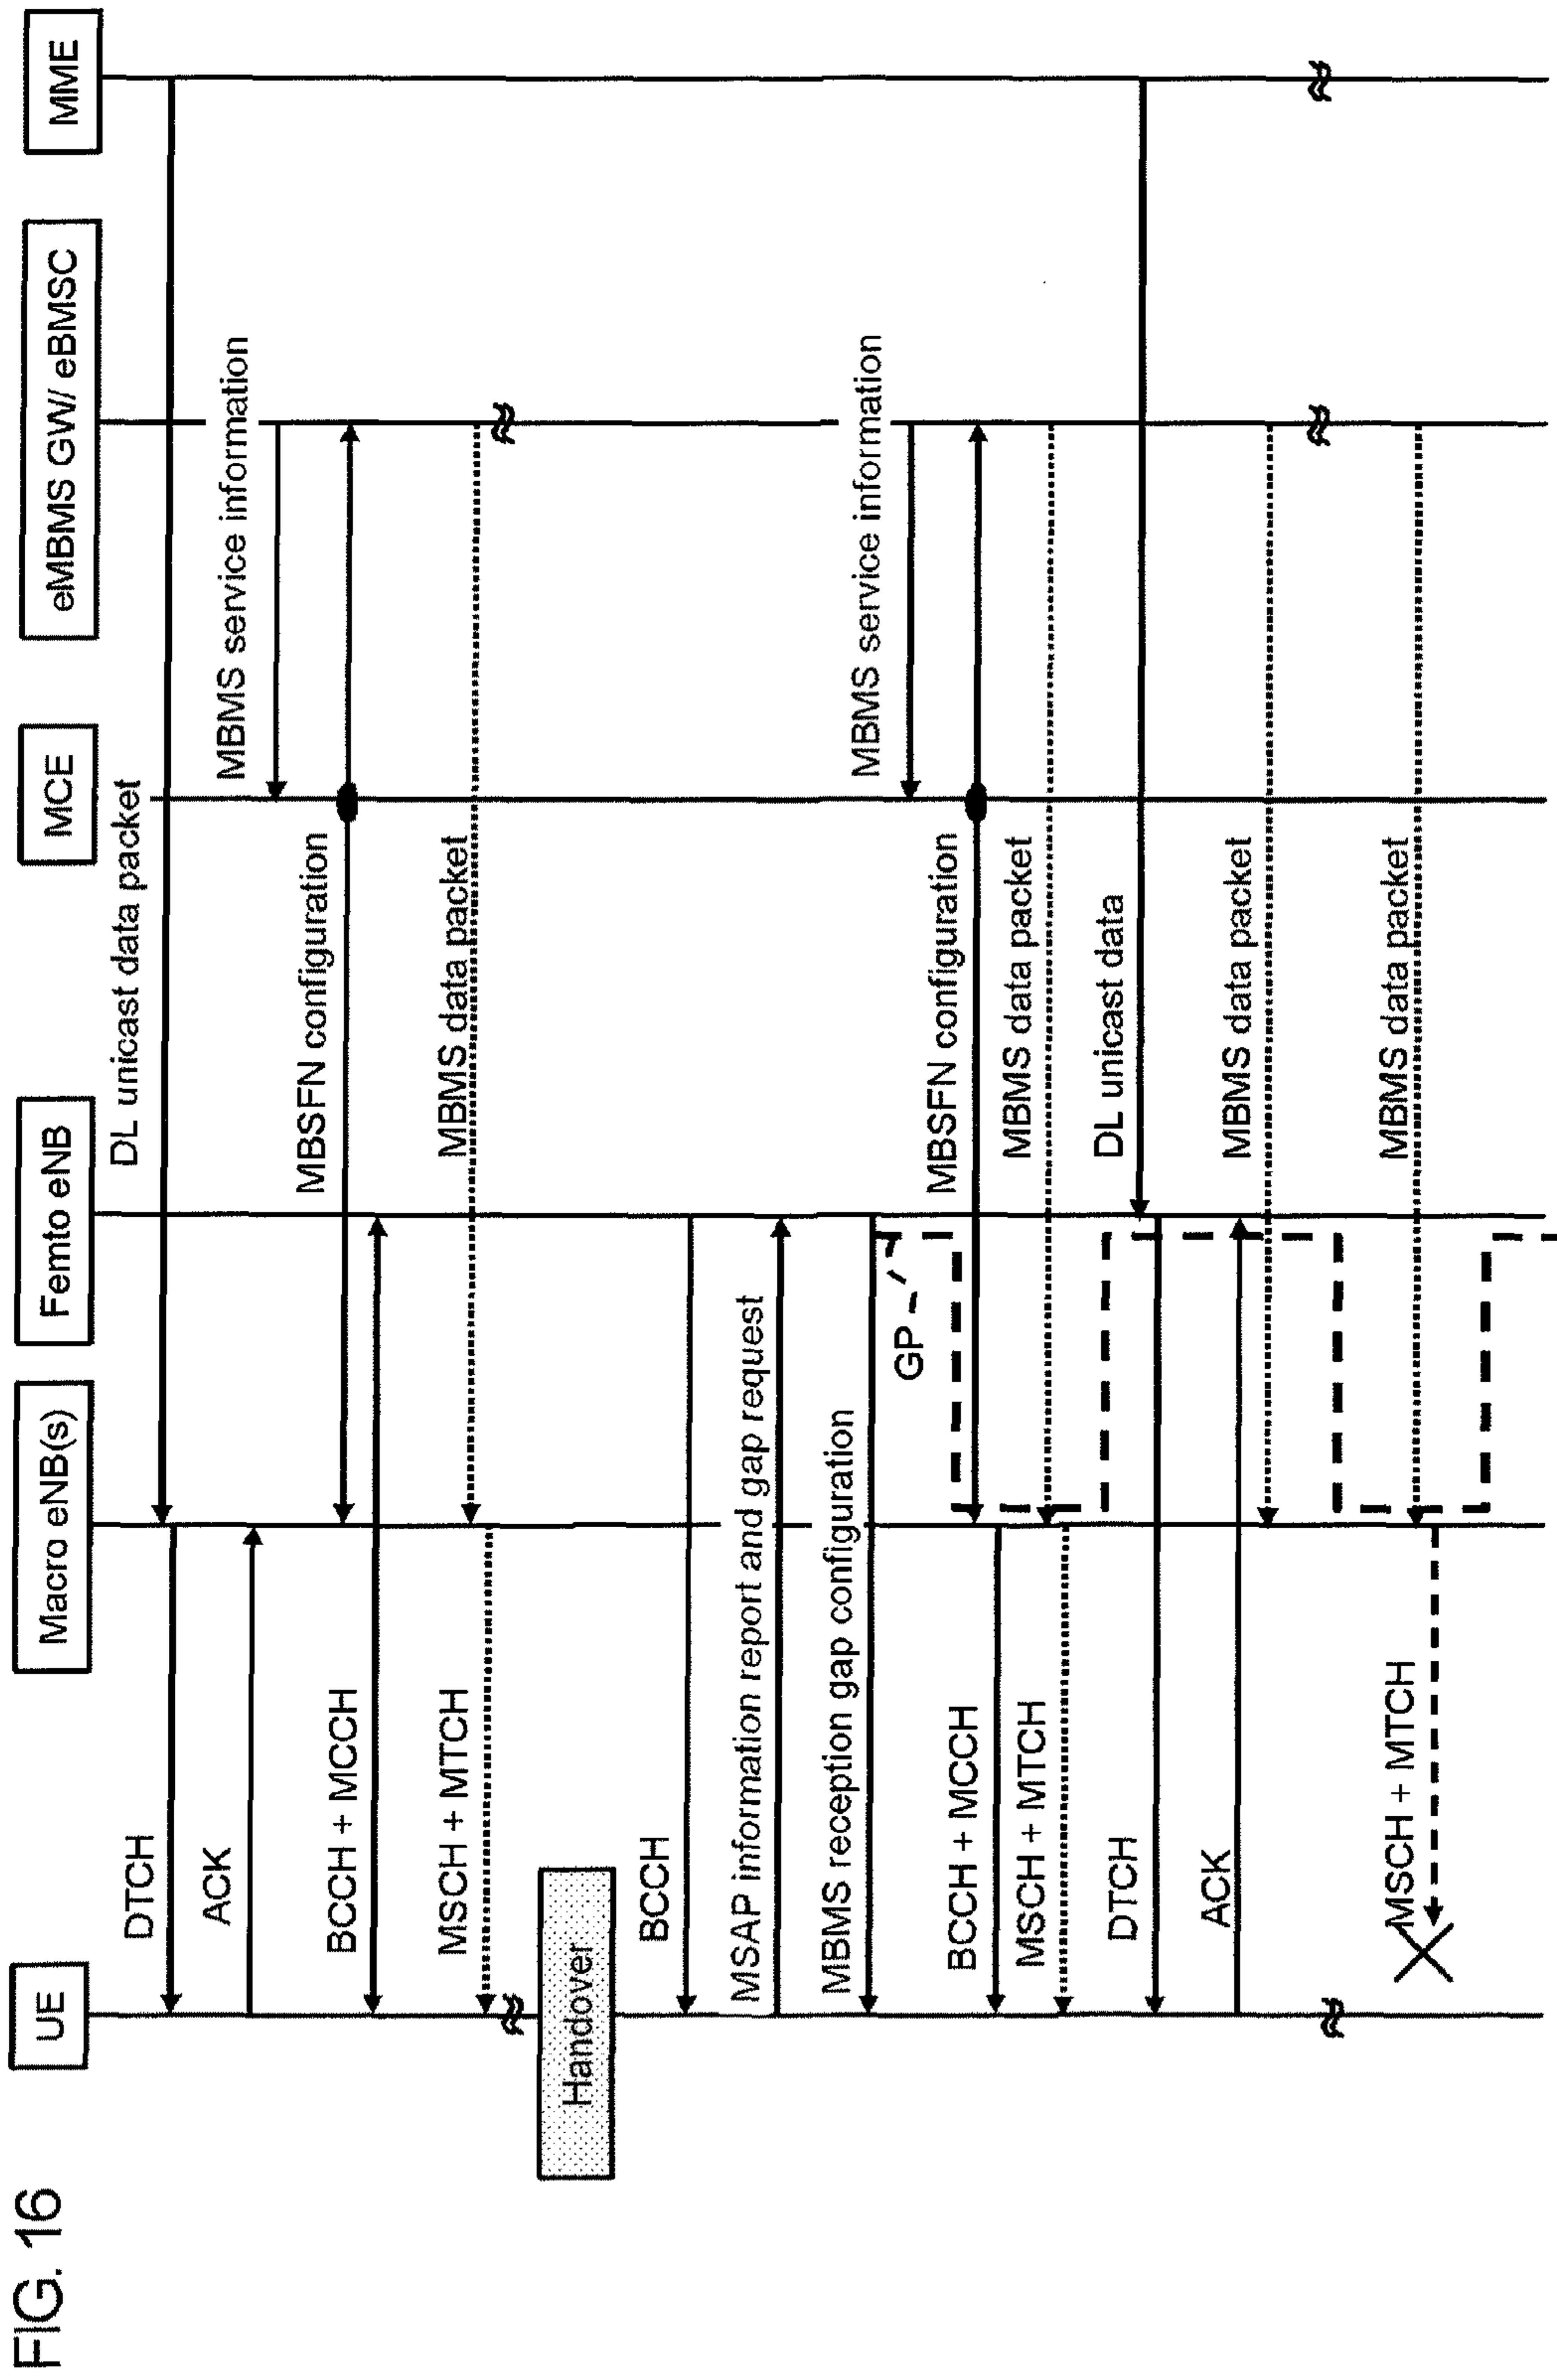 FIG. 16
UE
Macro eNB(s)
Femto eNB
MCE
eMBMS GW/ eBMSC
MME
DL unicast data packet
DTCH
ACK
MBMS service information
MBSFN configuration
BCCH + MCCH
MBMS data packet
MSCH + MTCH
Handover
BCCH
MSAP information report and gap request
MBMS reception gap configuration
MBMS service information
GP
MBSFN configuration
BCCH + MCCH
MBMS data packet
MSCH + MTCH
DL unicast data
DTCH
ACK
MBMS data packet
MBMS data packet
MSCH + MTCH